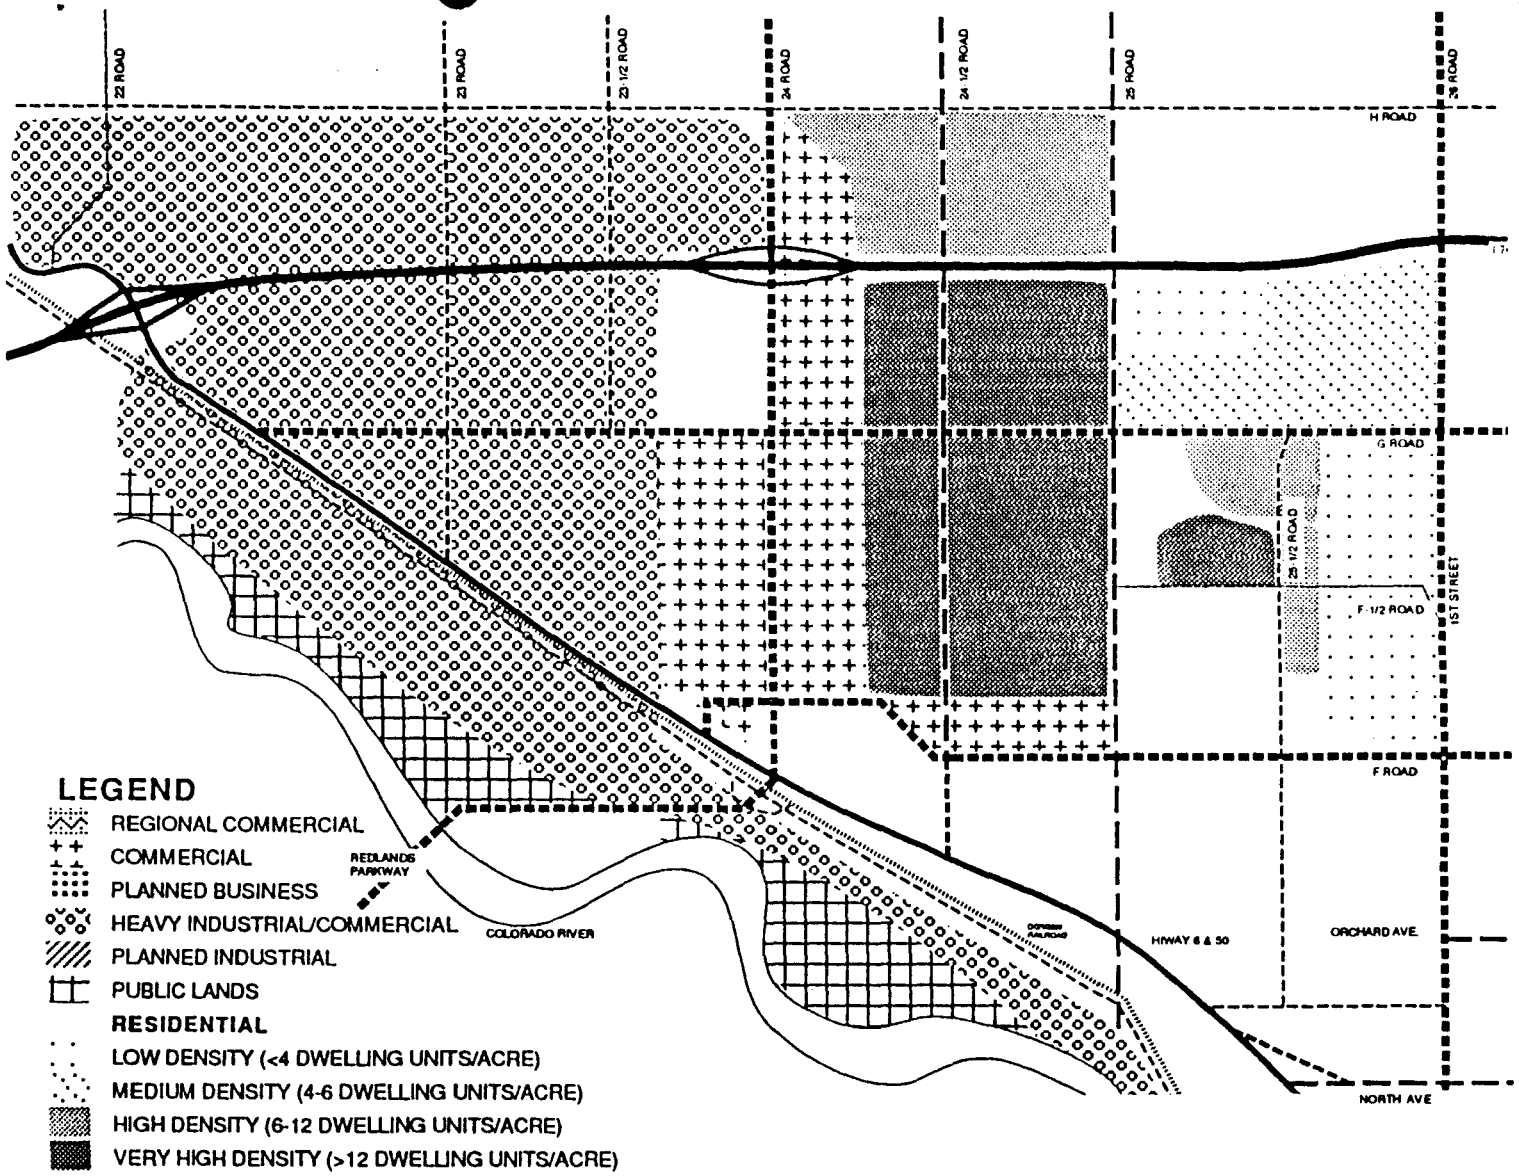 22 ROAD
23 ROAD
23-1/2 ROAD
24 ROAD
24-1/2 ROAD
25 ROAD
26 ROAD
H ROAD
G ROAD
25-1/2 ROAD
F-1/2 ROAD
1ST STREET
F ROAD
LEGEND
REGIONAL COMMERCIAL
COMMERCIAL
PLANNED BUSINESS
HEAVY INDUSTRIAL/COMMERCIAL
PLANNED INDUSTRIAL
PUBLIC LANDS
RESIDENTIAL
LOW DENSITY (<4 DWELLING UNITS/ACRE)
MEDIUM DENSITY (4-6 DWELLING UNITS/ACRE)
HIGH DENSITY (6-12 DWELLING UNITS/ACRE)
VERY HIGH DENSITY (>12 DWELLING UNITS/ACRE)
REDLANDS
PARKWAY
COLORADO RIVER
RAILROAD
HIWAY 6 & 50
ORCHARD AVE.
NORTH AVE